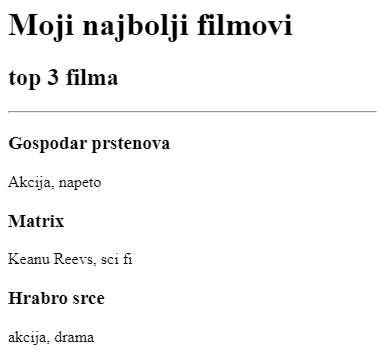 Moji najbolji filmovi
top 3 filma
Gospodar prstenova
Akcija, napeto
Matrix
Keanu Reevs, sci fi
Hrabro srce
akcija, drama